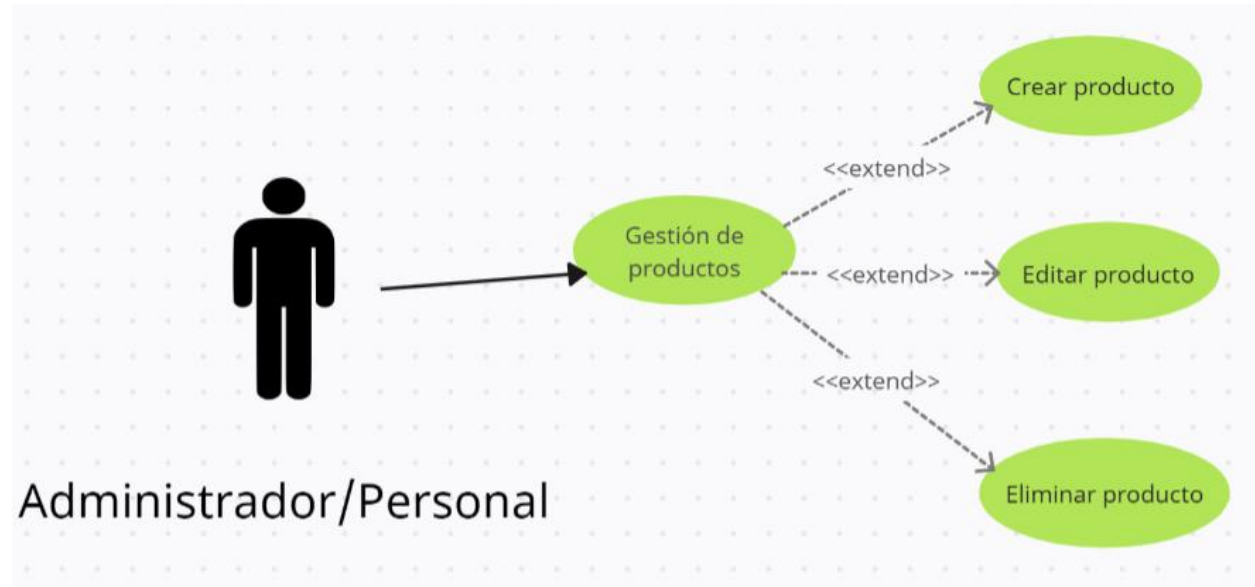 Crear producto
<<extend>>
Gestión de
productos
<<extend>>
Editar producto
<<extend>>
Eliminar producto
Administrador/Personal